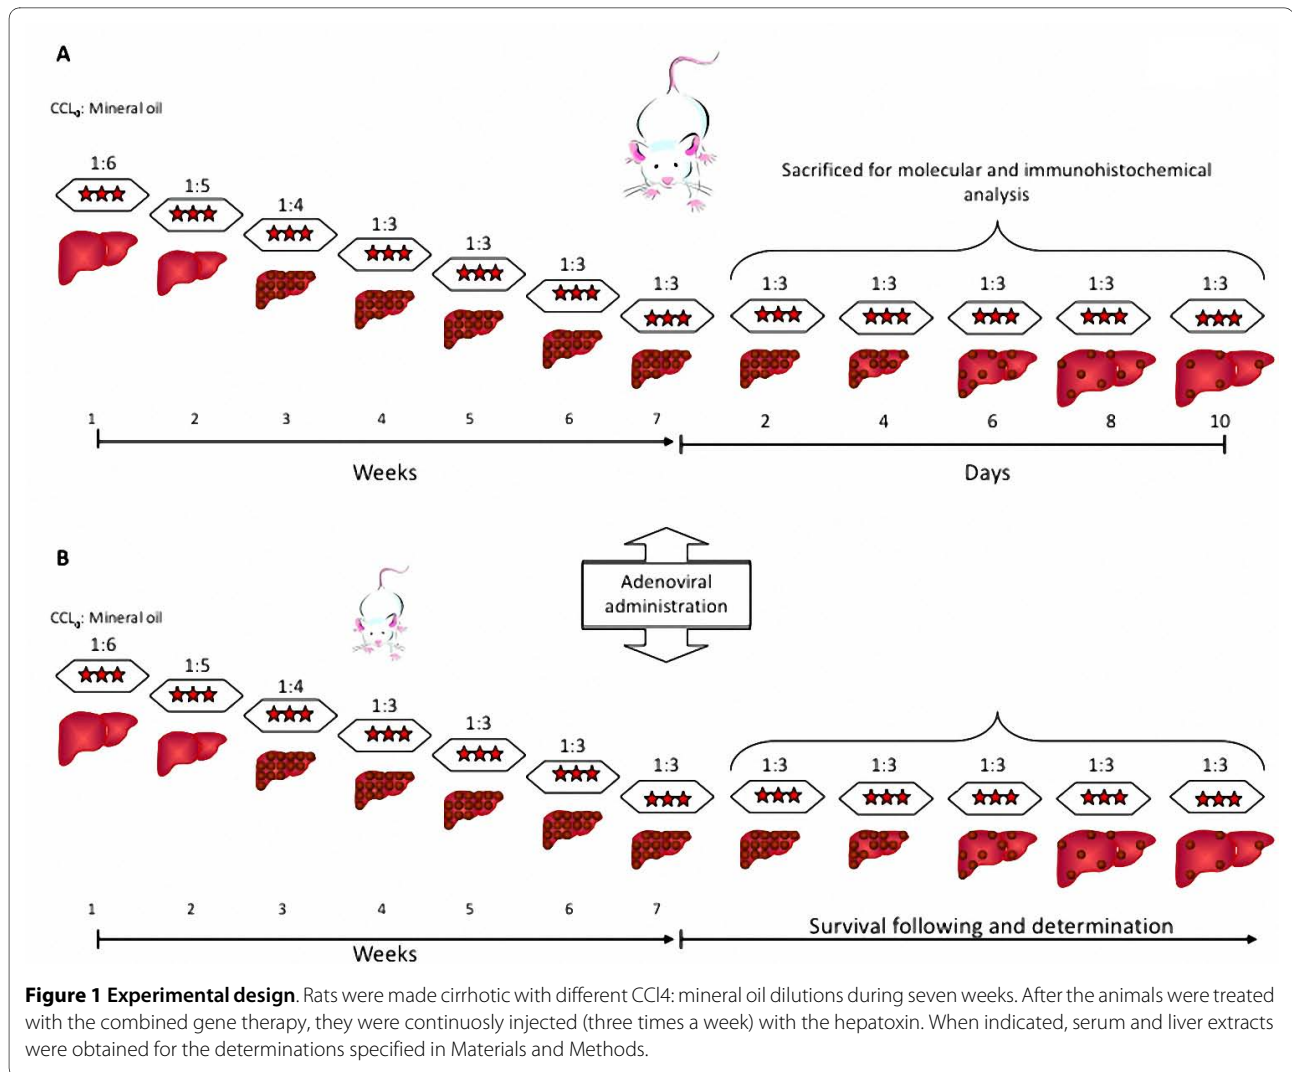 A
CCL₄: Mineral oil
1:6
1:5
1:4
1:3
1:3
1:3
1:3
Sacrificed for molecular and immunohistochemical
analysis
1:3
1:3
1:3
1:3
1:3
1
2
3
4
5
6
7
2
4
6
8
10
Weeks
Days
Adenoviral
administration
B
CCL₄: Mineral oil
1:6
1:5
1:4
1:3
1:3
1:3
1:3
1:3
1:3
1:3
1:3
1:3
1
2
3
4
5
6
7
Weeks
Survival following and determination
Figure 1 Experimental design. Rats were made cirrhotic with different CCl4: mineral oil dilutions during seven weeks. After the animals were treated
with the combined gene therapy, they were continuosly injected (three times a week) with the hepatoxin. When indicated, serum and liver extracts
were obtained for the determinations specified in Materials and Methods.